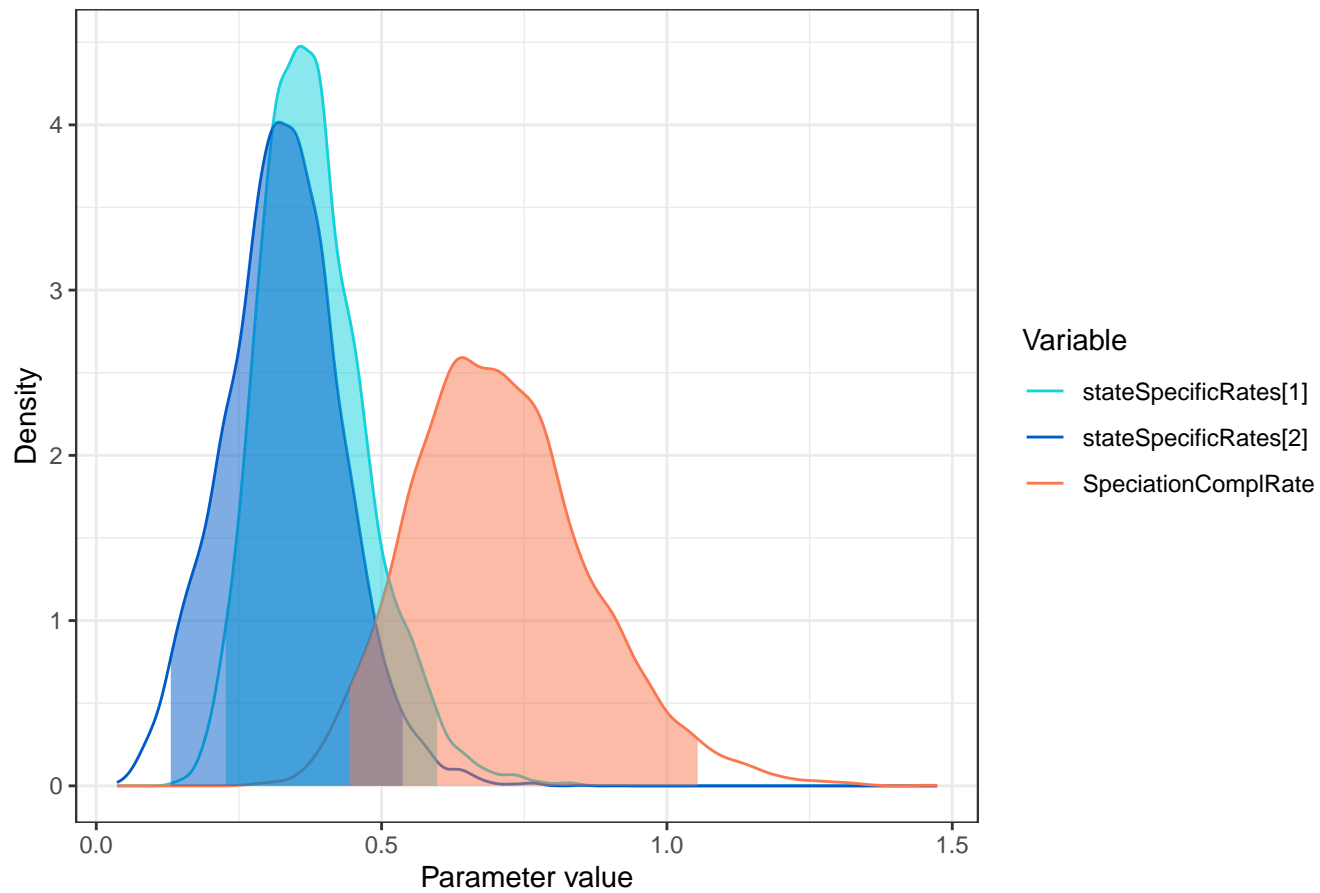 4
3
2
1
0
Density
0.0
0.5
1.0
1.5
Parameter value
Variable
stateSpecificRates[1]
stateSpecificRates[2]
SpeciationComplRate